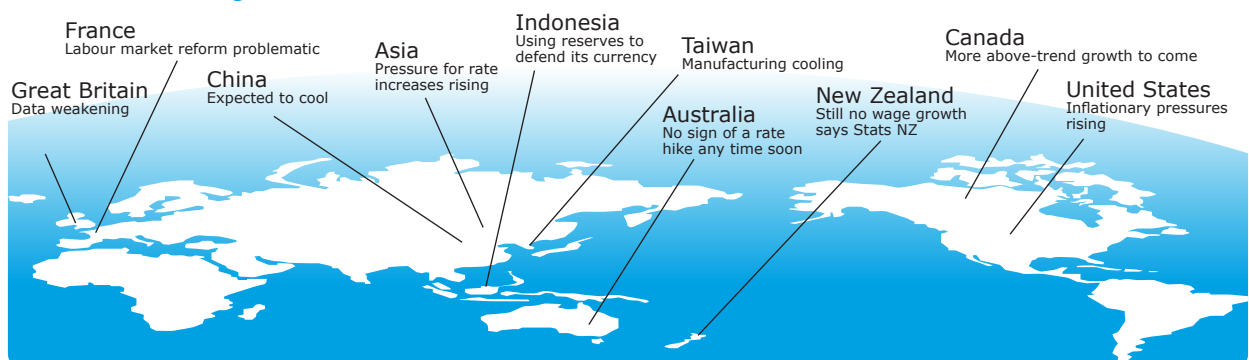 France
Labour market reform problematic
Great Britain
Data weakening
China
Expected to cool
Asia
Pressure for rate
increases rising
Indonesia
Using reserves to
defend its currency
Taiwan
Manufacturing cooling
Australia
No sign of a rate
hike any time soon
New Zealand
Still no wage growth
says Stats NZ
Canada
More above-trend growth to come
United States
Inflationary pressures
rising